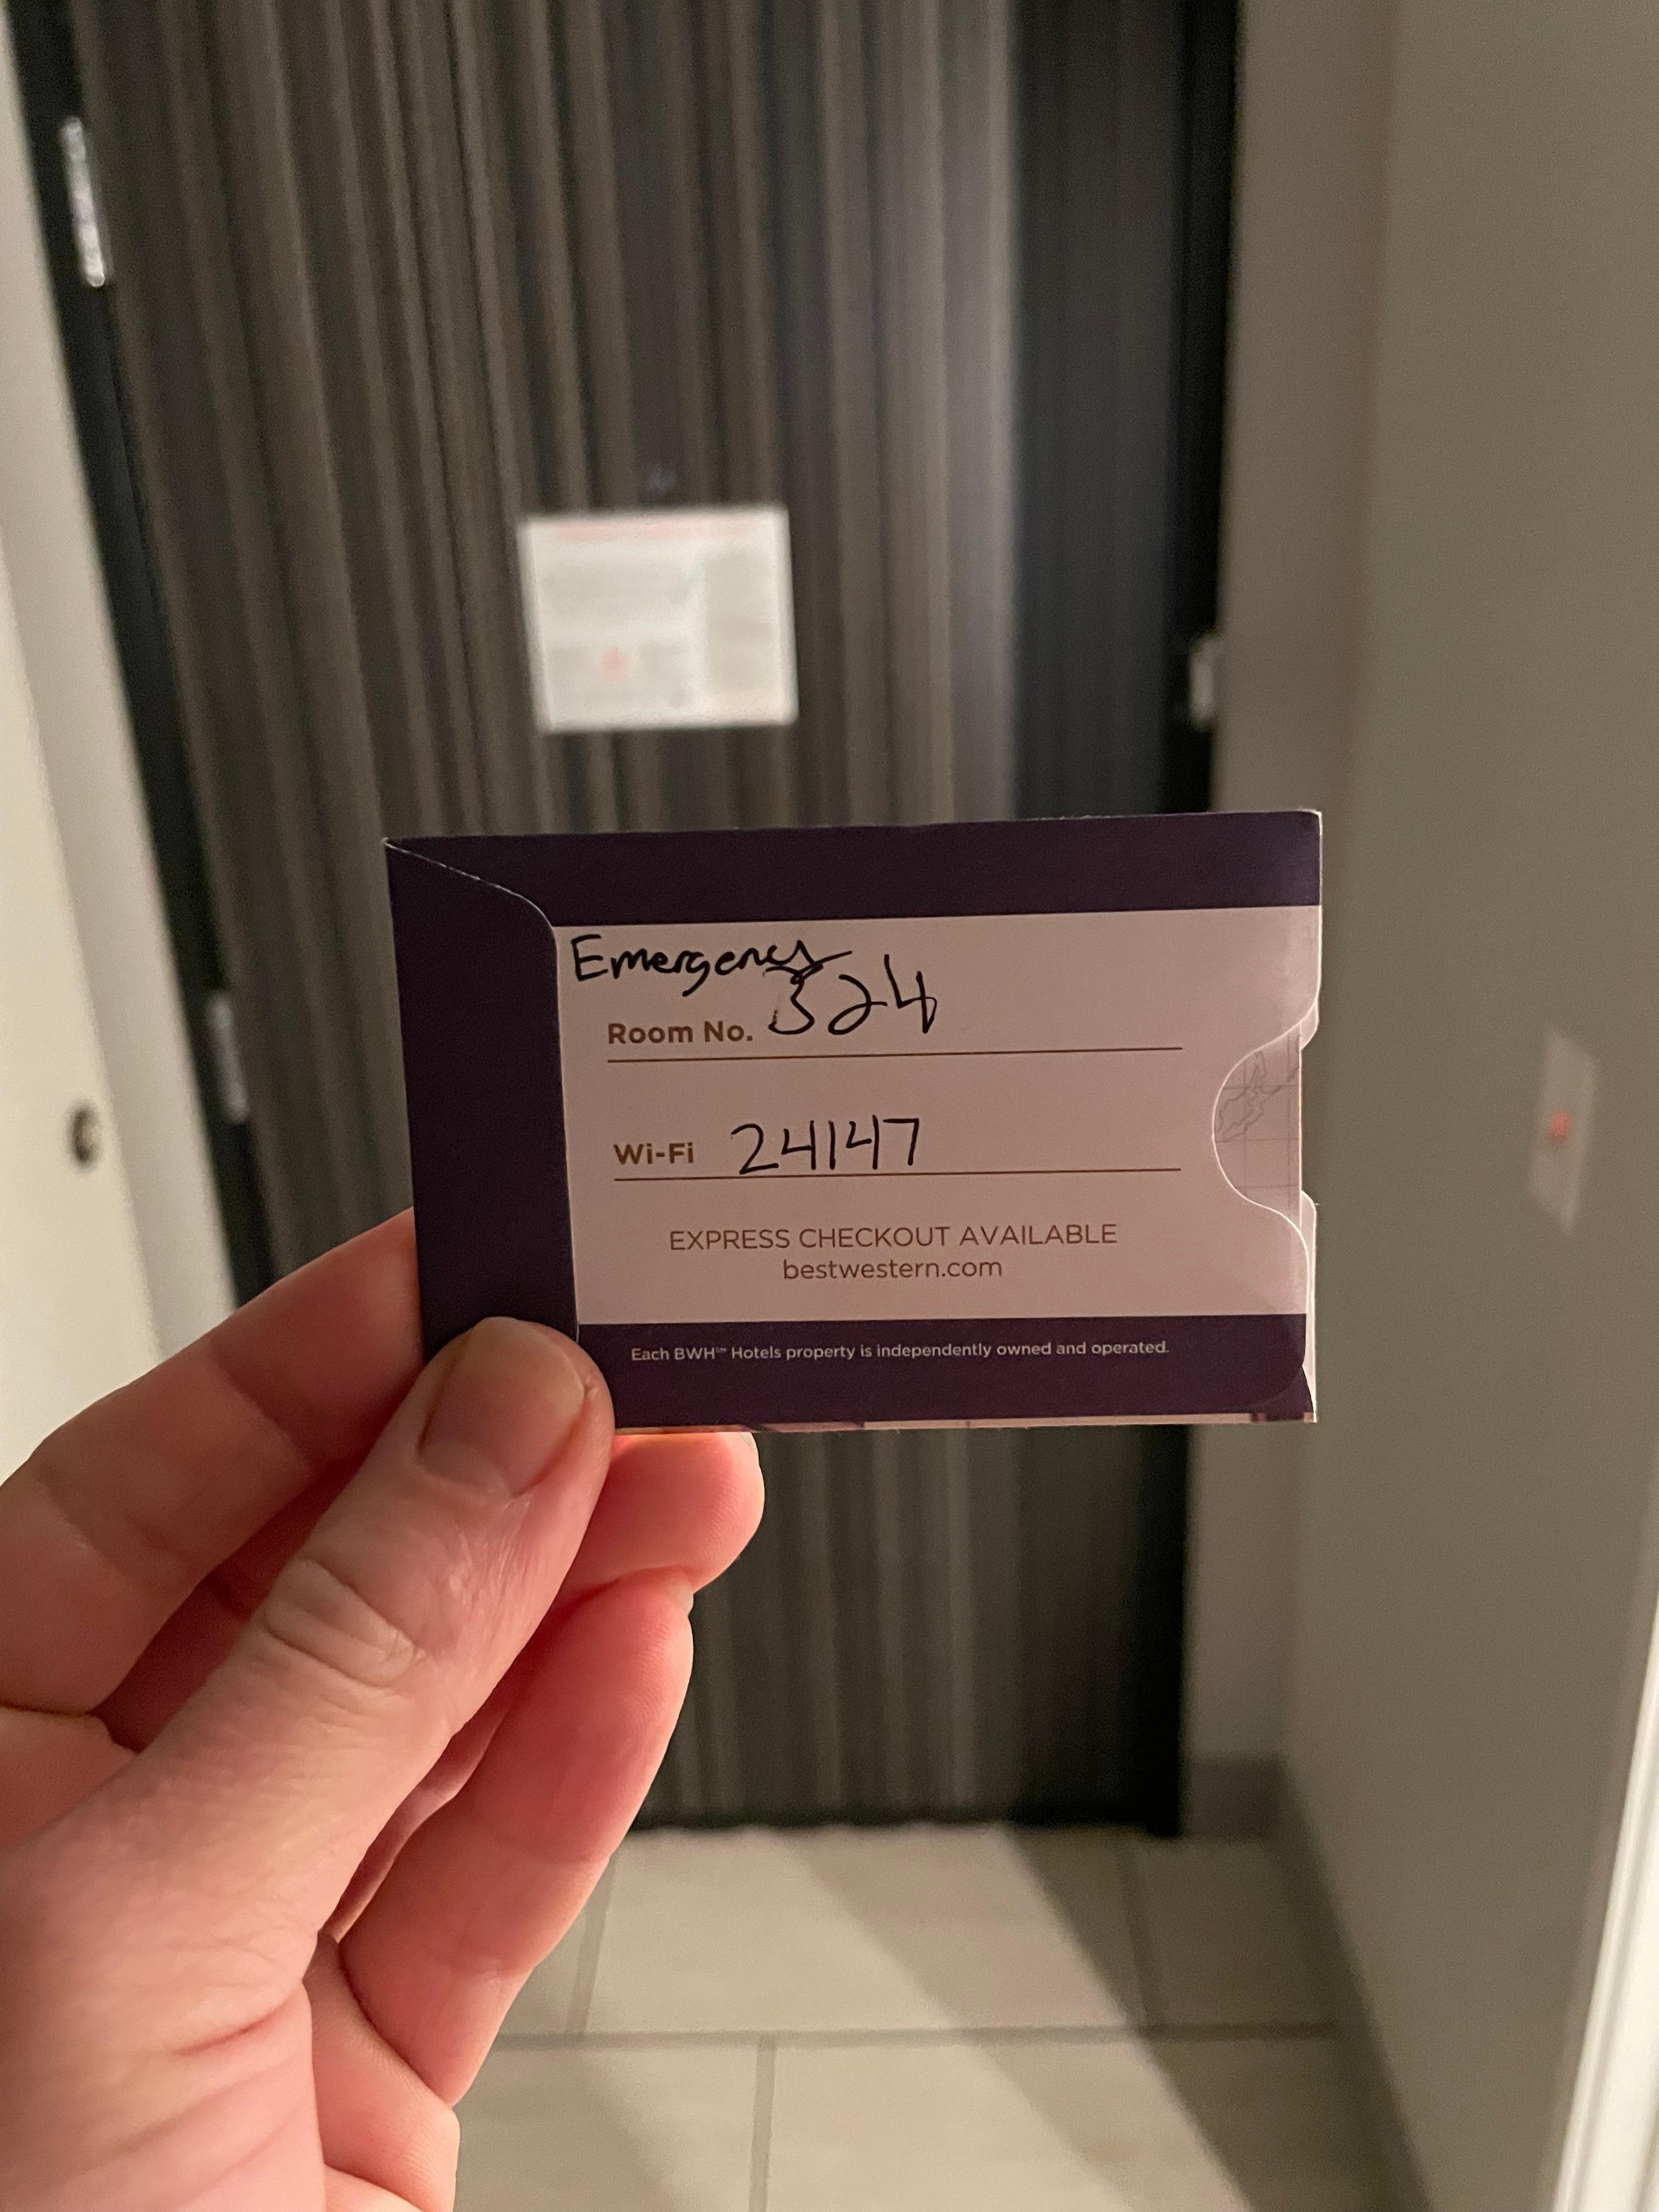 Emergency
Room No. 324
Wi-Fi 24147
EXPRESS CHECKOUT AVAILABLE
bestwestern.com
Each BWH℠ Hotels property is independently owned and operated.